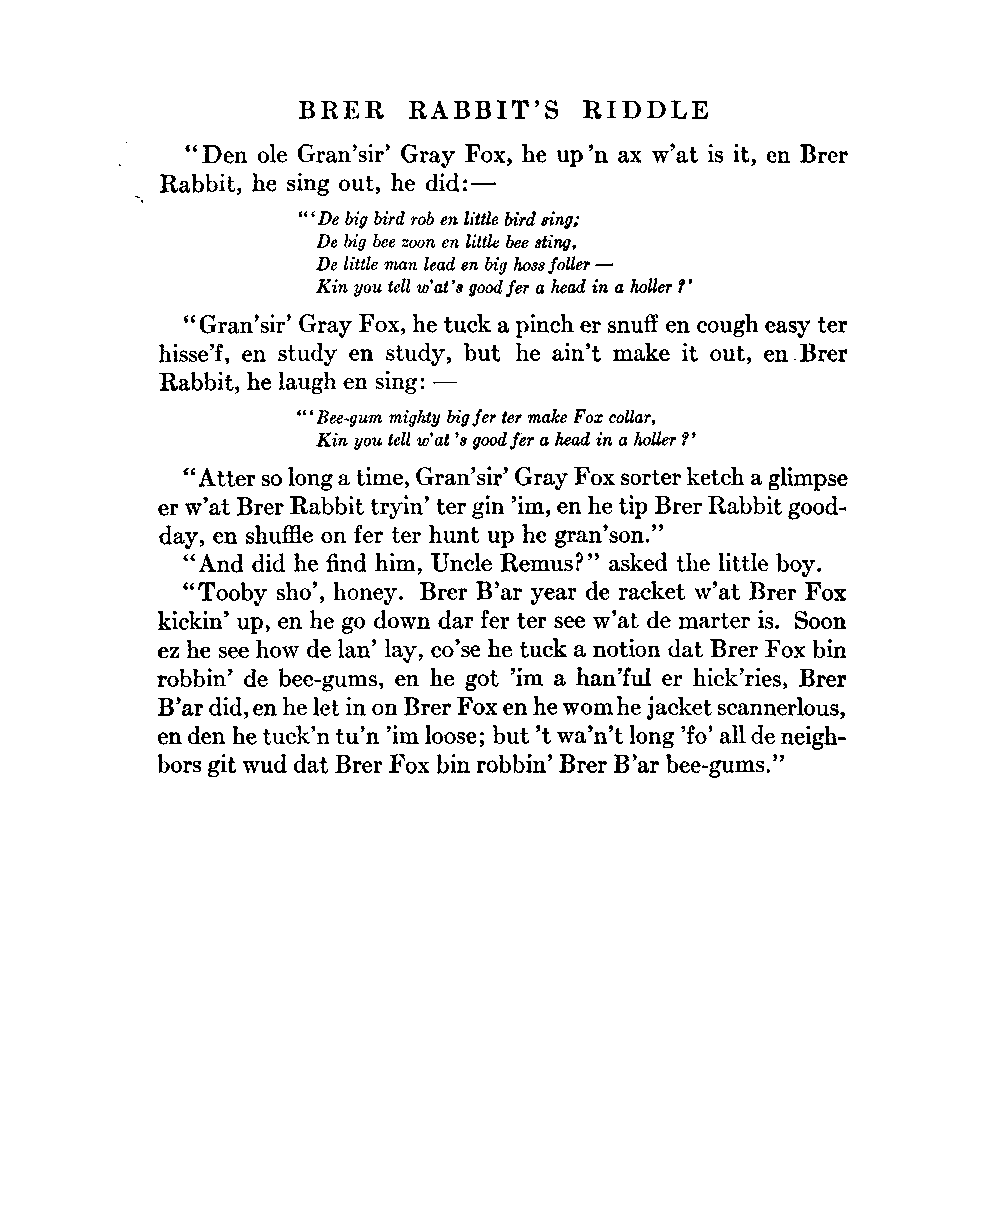 BRER RABBIT'S RIDDLE
“Den ole Gran'sir' Gray Fox, he up 'n ax w'at is it, en Brer
Rabbit, he sing out, he did:—
“‘De big bird rob en little bird sing;
De big bee zoon en little bee sting,
De little man lead en big hoss foller —
Kin you tell w'at's good fer a head in a holler?’
“Gran'sir' Gray Fox, he tuck a pinch er snuff en cough easy ter
hisse'f, en study en study, but he ain't make it out, en Brer
Rabbit, he laugh en sing: —
“‘Bee-gum mighty big fer ter make Fox collar,
Kin you tell w'at 's good fer a head in a holler?’
“Atter so long a time, Gran'sir' Gray Fox sorter ketch a glimpse
er w'at Brer Rabbit tryin' ter gin 'im, en he tip Brer Rabbit good-
day, en shuffle on fer ter hunt up he gran'son.”
“And did he find him, Uncle Remus?” asked the little boy.
“Tooby sho', honey. Brer B'ar year de racket w'at Brer Fox
kickin' up, en he go down dar fer ter see w'at de marter is. Soon
ez he see how de lan' lay, co'se he tuck a notion dat Brer Fox bin
robbin' de bee-gums, en he got 'im a han'ful er hick'ries, Brer
B'ar did, en he let in on Brer Fox en he wom he jacket scannerlous,
en den he tuck'n tu'n 'im loose; but 't wa'n't long 'fo' all de neigh-
bors git wud dat Brer Fox bin robbin' Brer B'ar bee-gums.”